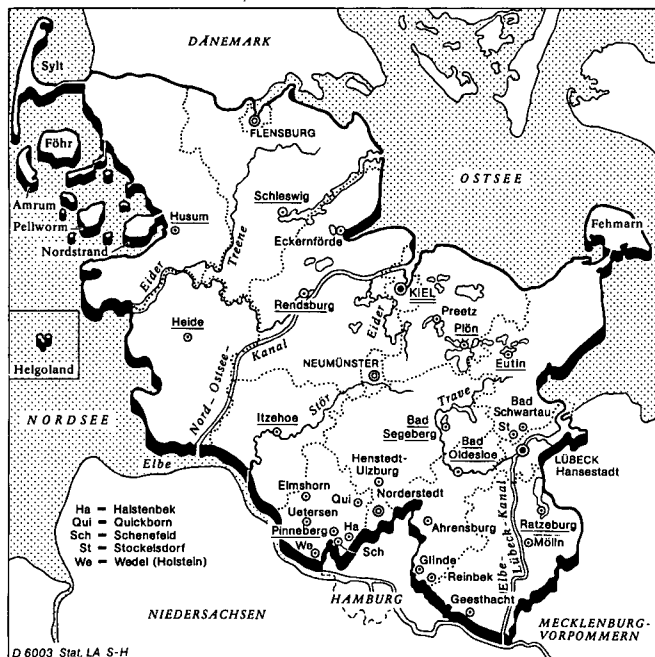 DÄNEMARK
Sylt
FLENSBURG
Föhr
OSTSEE
Schleswig
Amrum
Fehmarn
Husum
Pellworm
Treene
Eckernförde
Nordstrand
Eider
KIEL
Rendsburg
Eider
Preetz
Heide
Plön
Kanal
Nord-Ostsee-
Eutin
NEUMÜNSTER
Helgoland
Stör
Trave
Bad
Schwartau
NORDSEE
Itzehoe
Bad
Segeberg
St
Bad
Oldesloe
Elbe
Henstedt-
Ulzburg
LÜBECK
Hansestadt
Elmshorn
Qui
Norderstedt
Uetersen
Ha = Halstenbek
Qui = Quickborn
Sch = Schenefeld
St = Stockelsdorf
We = Wedel (Holstein)
Pinneberg
Ha
Ahrensburg
Ratzeburg
Elbe-
Lübeck Kanal
We
Sch
Mölln
Glinde
Reinbek
HAMBURG
Geesthacht
NIEDERSACHSEN
MECKLENBURG-
VORPOMMERN
D 6003 Stat. LA S-H